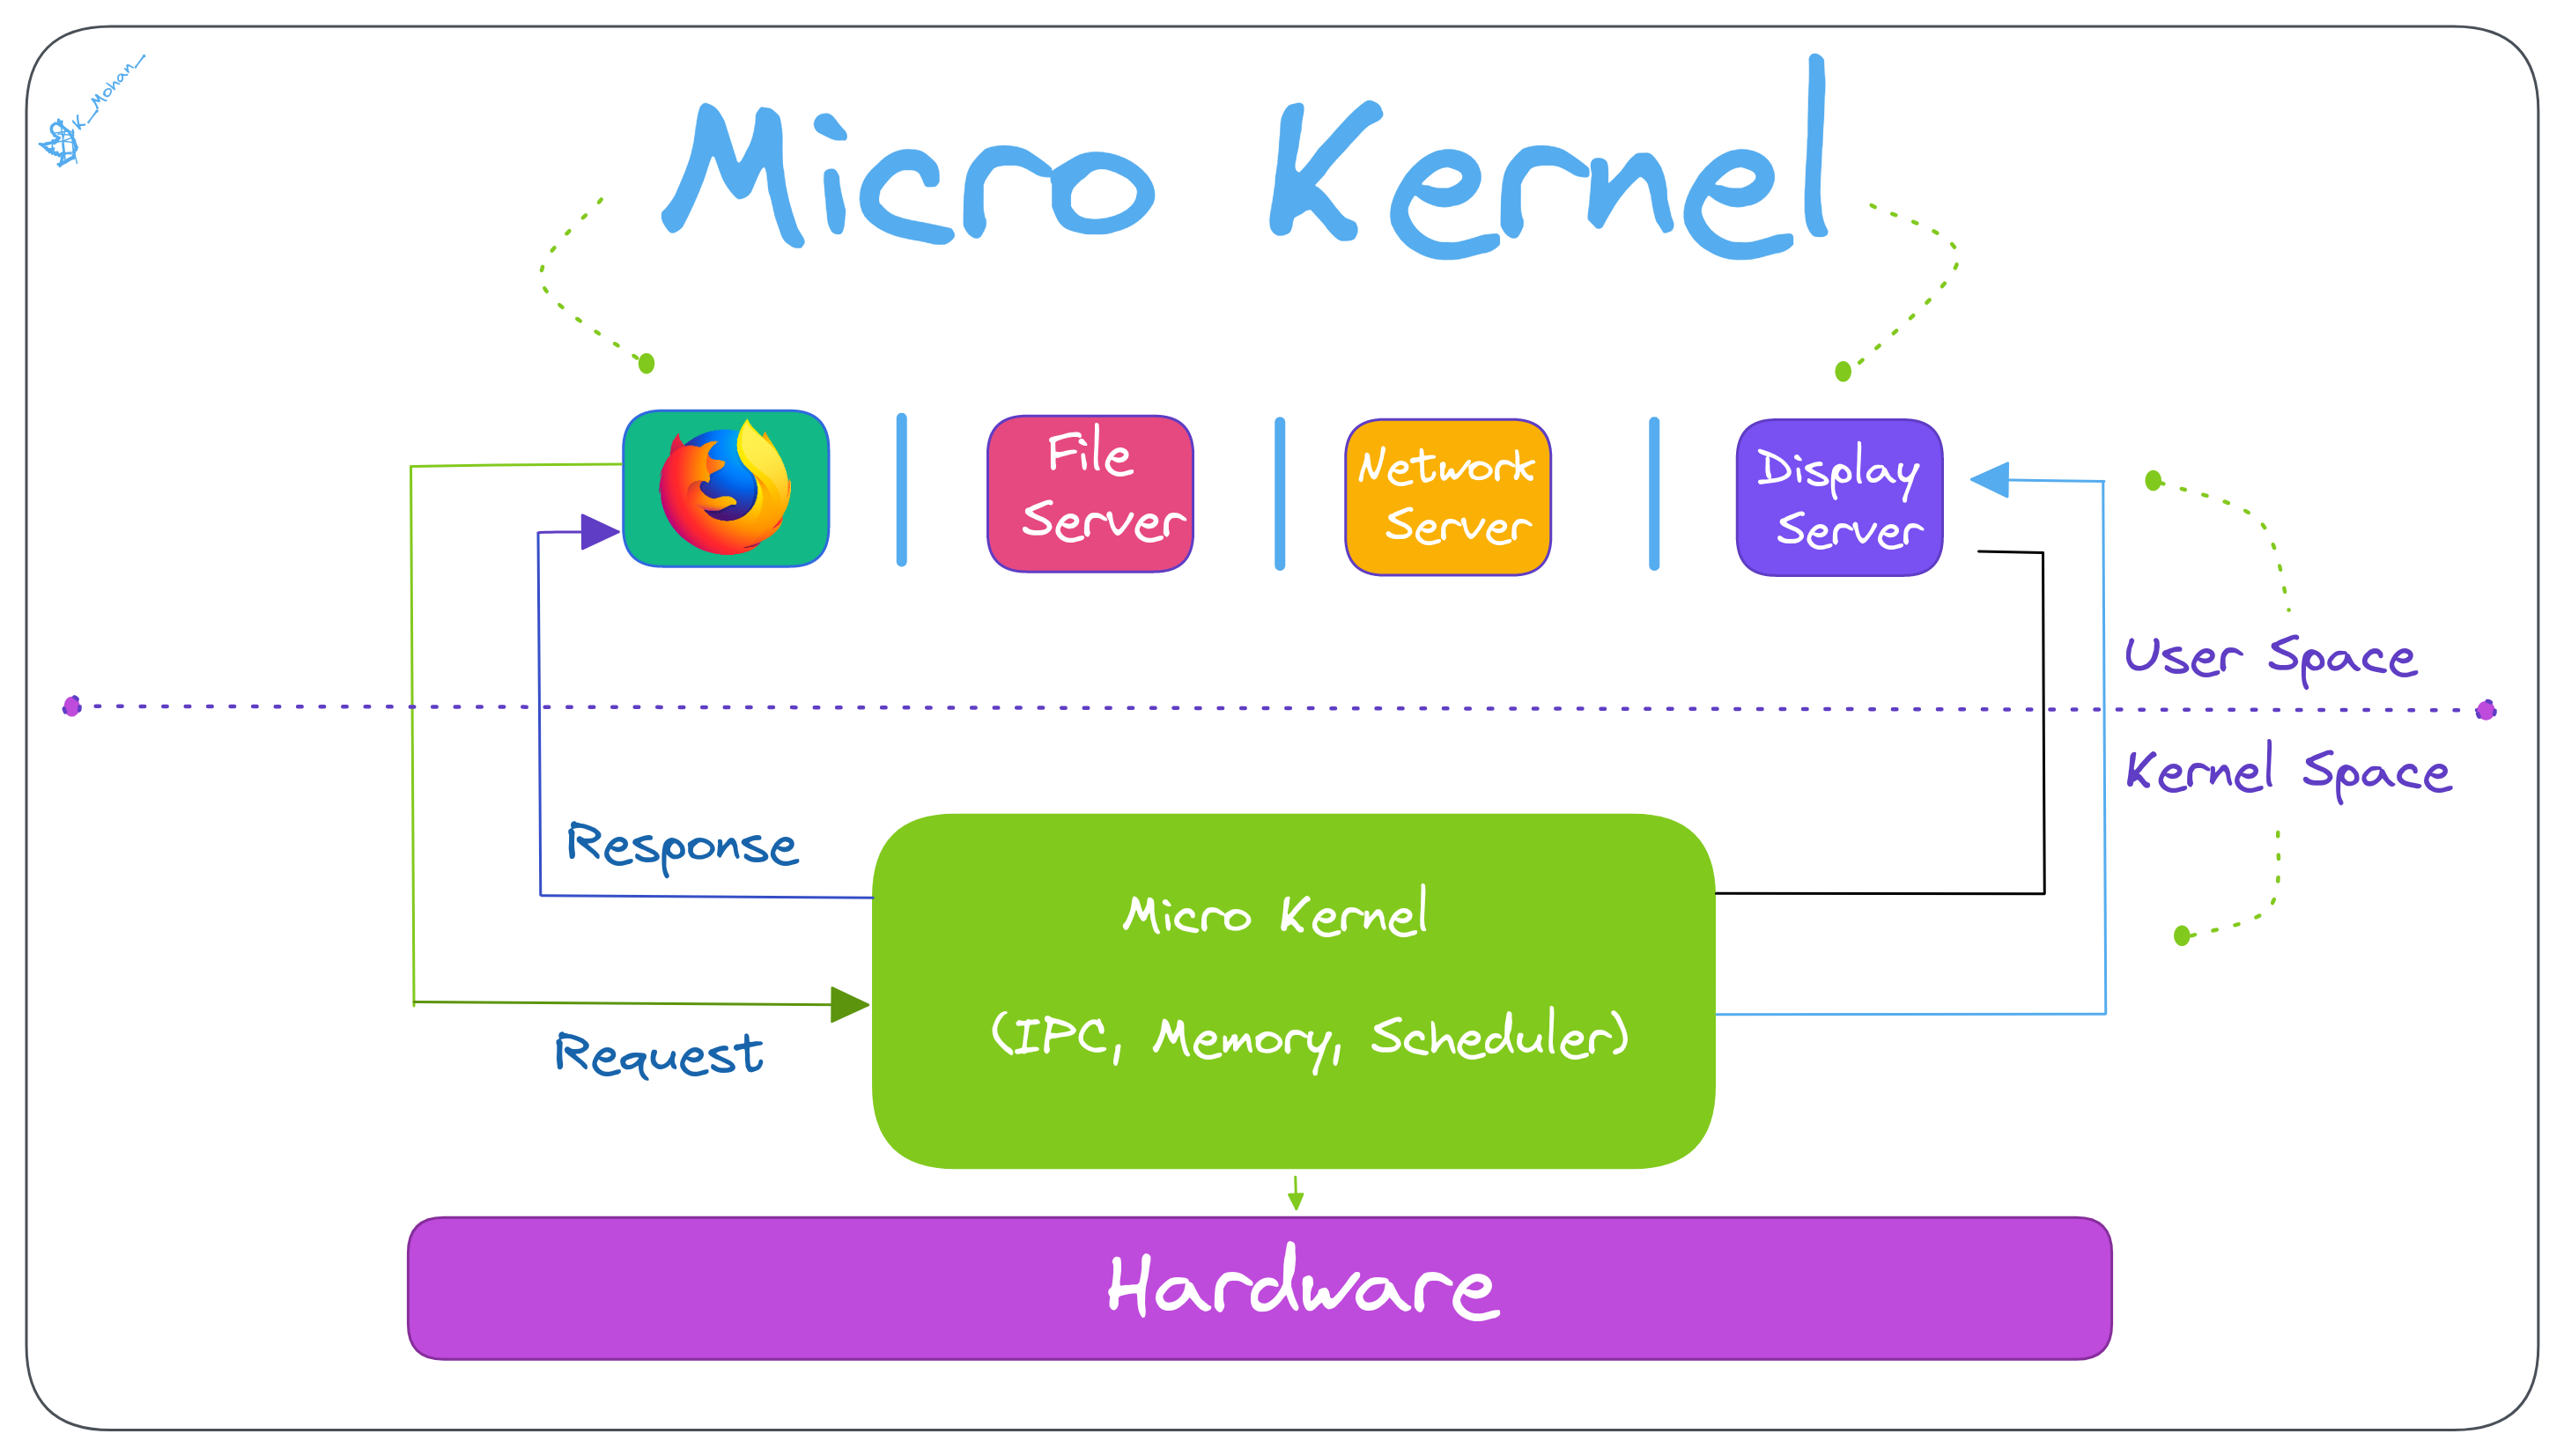 K_Mohan_
Micro Kernel
File
Server
Network
Server
Display
Server
User Space
Kernel Space
Response
Micro Kernel
(IPC, Memory, Scheduler)
Request
Hardware